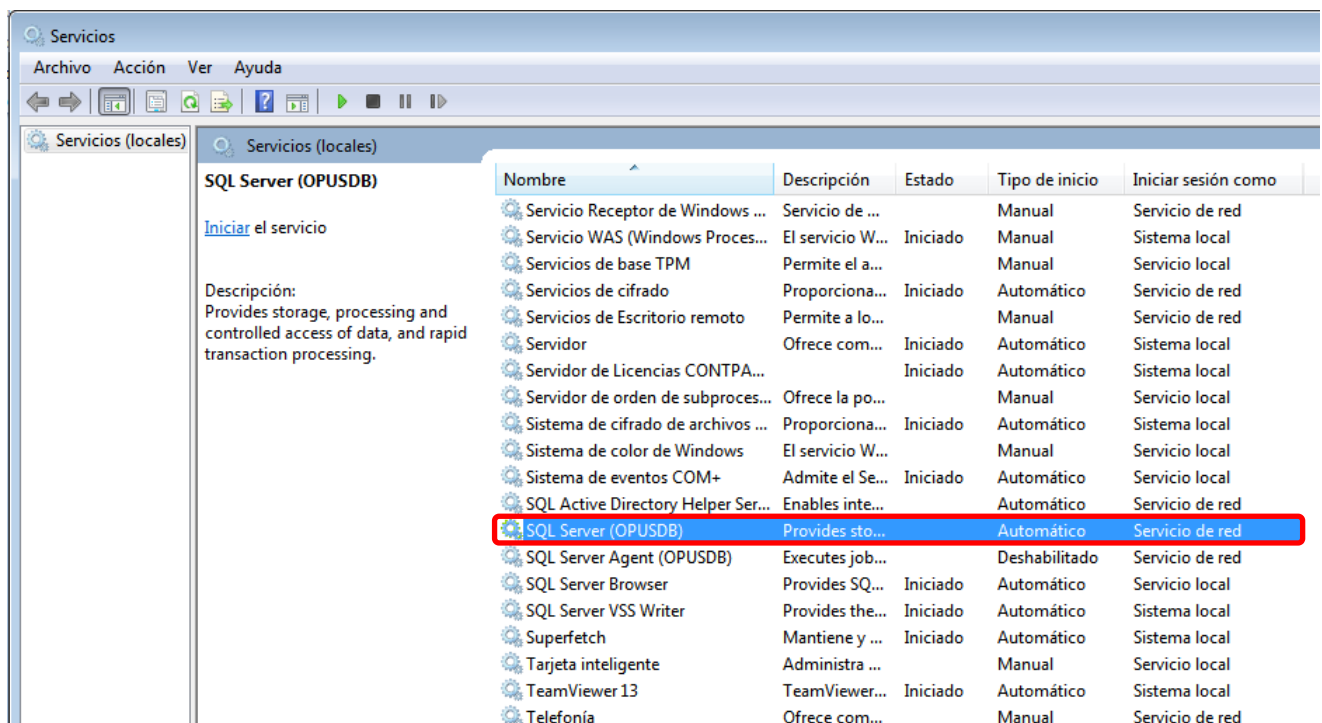 Servicios
Archivo Acción Ver Ayuda
Servicios (locales)
Servicios (locales)
SQL Server (OPUSDB)
Iniciar el servicio
Descripción:
Provides storage, processing and
controlled access of data, and rapid
transaction processing.
Nombre Descripción Estado Tipo de inicio Iniciar sesión como
Servicio Receptor de Windows ... Servicio de ... Manual Servicio de red
Servicio WAS (Windows Proces... El servicio W... Iniciado Manual Sistema local
Servicios de base TPM Permite el a... Manual Servicio local
Servicios de cifrado Proporciona... Iniciado Automático Servicio de red
Servicios de Escritorio remoto Permite a lo... Manual Servicio de red
Servidor Ofrece com... Iniciado Automático Sistema local
Servidor de Licencias CONTPA... Iniciado Automático Sistema local
Servidor de orden de subproces... Ofrece la po... Manual Servicio local
Sistema de cifrado de archivos ... Proporciona... Iniciado Automático Sistema local
Sistema de color de Windows El servicio W... Manual Servicio local
Sistema de eventos COM+ Admite el Se... Iniciado Automático Servicio local
SQL Active Directory Helper Ser... Enables inte... Automático Servicio de red
SQL Server (OPUSDB) Provides sto... Automático Servicio de red
SQL Server Agent (OPUSDB) Executes job... Deshabilitado Servicio de red
SQL Server Browser Provides SQ... Iniciado Automático Servicio local
SQL Server VSS Writer Provides the... Iniciado Automático Sistema local
Superfetch Mantiene y ... Iniciado Automático Sistema local
Tarjeta inteligente Administra ... Manual Servicio local
TeamViewer 13 TeamViewer... Iniciado Automático Sistema local
Telefonía Ofrece com... Manual Servicio de red